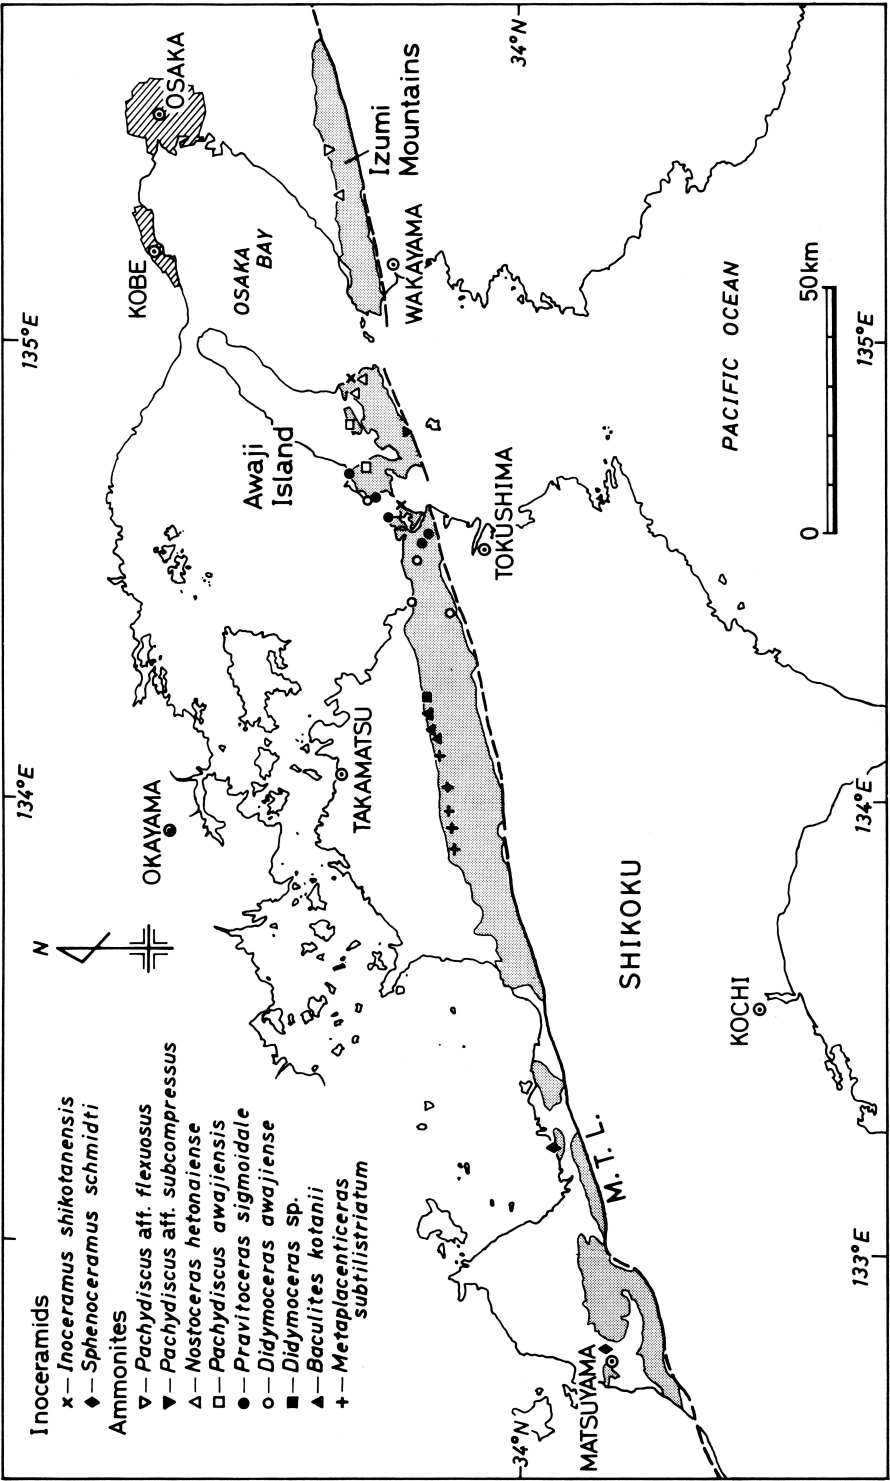 Inoceramids
x — Inoceramus shikotanensis
◆ — Sphenoceramus schmidti
Ammonites
▽ — Pachydiscus aff. flexuosus
▼ — Pachydiscus aff. subcompressus
△ — Nostoceras hetonaiense
□ — Pachydiscus awajiensis
● — Pravitoceras sigmoidale
○ — Didymoceras awajiense
■ — Didymoceras sp.
▲ — Baculites kotanii
+ — Metaplacenticeras
subtilistriatum
N
134°E
135°E
OKAYAMA
KOBE
OSAKA
OSAKA
BAY
Awaji
Island
TAKAMATSU
Izumi
Mountains
WAKAYAMA
TOKUSHIMA
34°N
34°N
MATSUYAMA
M. T. L.
SHIKOKU
KOCHI
PACIFIC OCEAN
0
50km
133°E
134°E
135°E